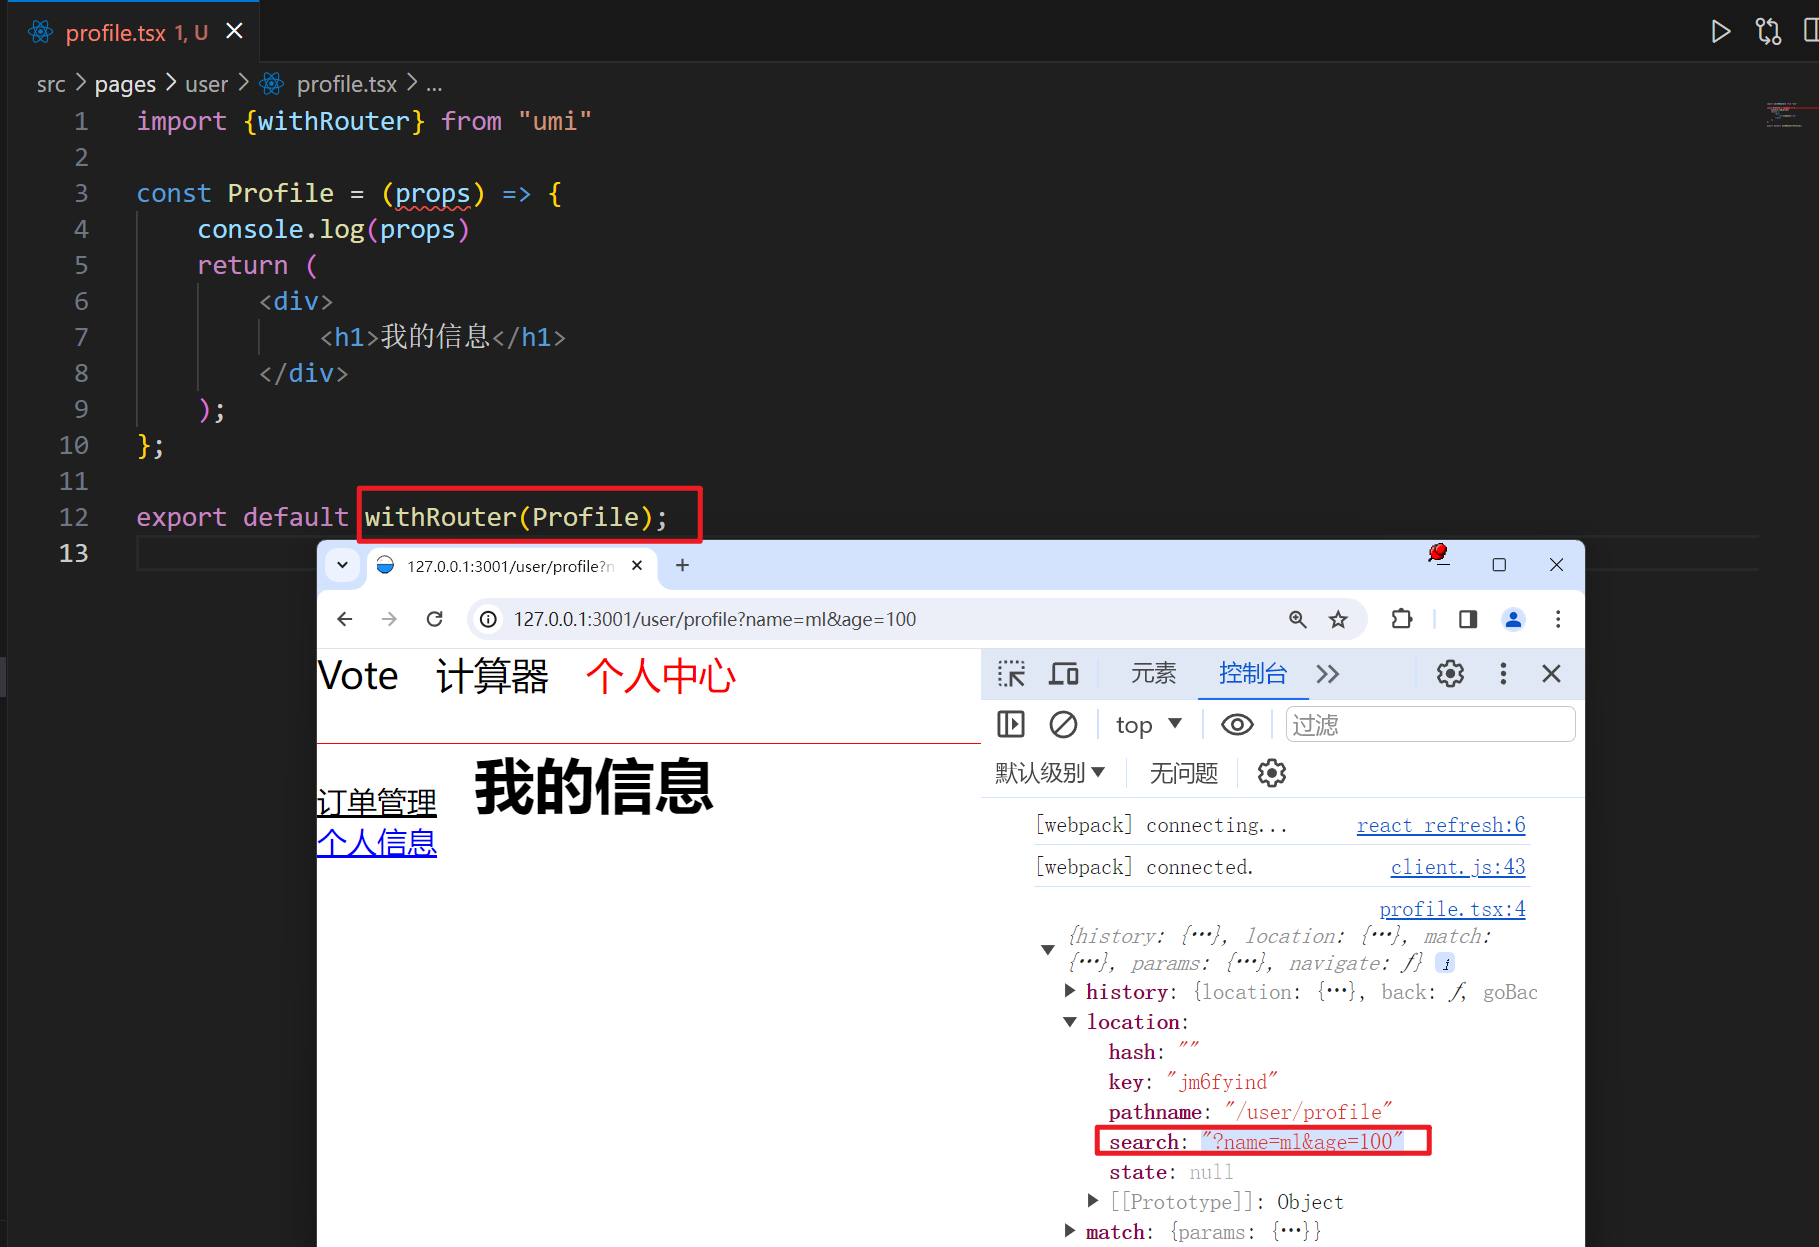 profile.tsx 1, U
src > pages > user > profile.tsx > ...
1 import {withRouter} from "umi"
2
3 const Profile = (props) => {
4 console.log(props)
5 return (
6 <div>
7 <h1>我的信息</h1>
8 </div>
9 );
10 };
11
12 export default withRouter(Profile);
13
127.0.0.1:3001/user/profile?n
127.0.0.1:3001/user/profile?name=ml&age=100
Vote 计算器 个人中心
我的信息
订单管理
个人信息
元素 控制台
top 过滤
默认级别 无问题
[webpack] connecting... react refresh:6
[webpack] connected. client.js:43
profile.tsx:4
{history: {…}, location: {…}, match:
{…}, params: {…}, navigate: ƒ} i
history: {location: {…}, back: ƒ, goBac
location:
hash: ""
key: "jm6fyind"
pathname: "/user/profile"
search: "?name=ml&age=100"
state: null
[[Prototype]]: Object
match: {params: {…}}